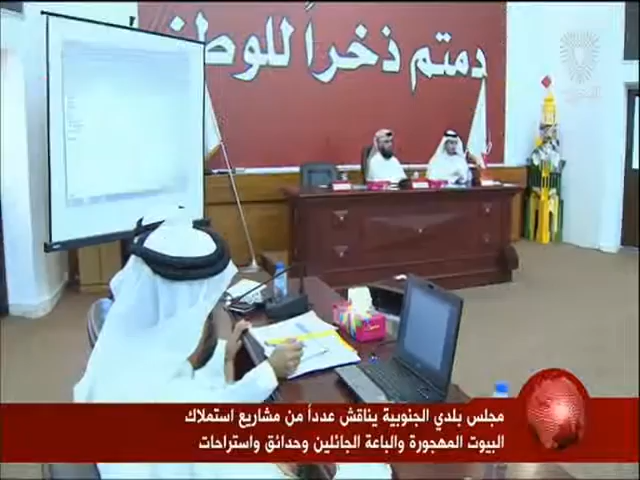 دمتم ذخراً للوطن
مجلس بلدي الجنوبية يناقش عدداً من مشاريع استملاك
البيوت المهجورة والباعة الجائلين وحدائق واستراحات